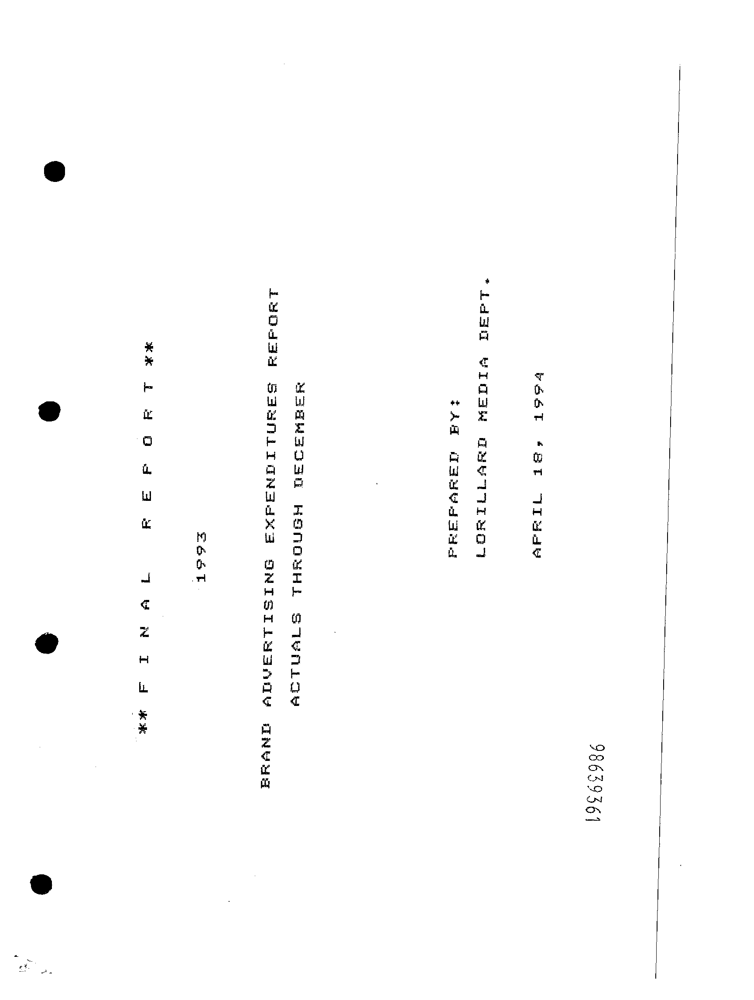 ** F I N A L   R E P O R T **
1993
BRAND ADVERTISING EXPENDITURES REPORT
ACTUALS THROUGH DECEMBER
PREPARED BY:
LORILLARD MEDIA DEPT.
APRIL 18, 1994
98639361